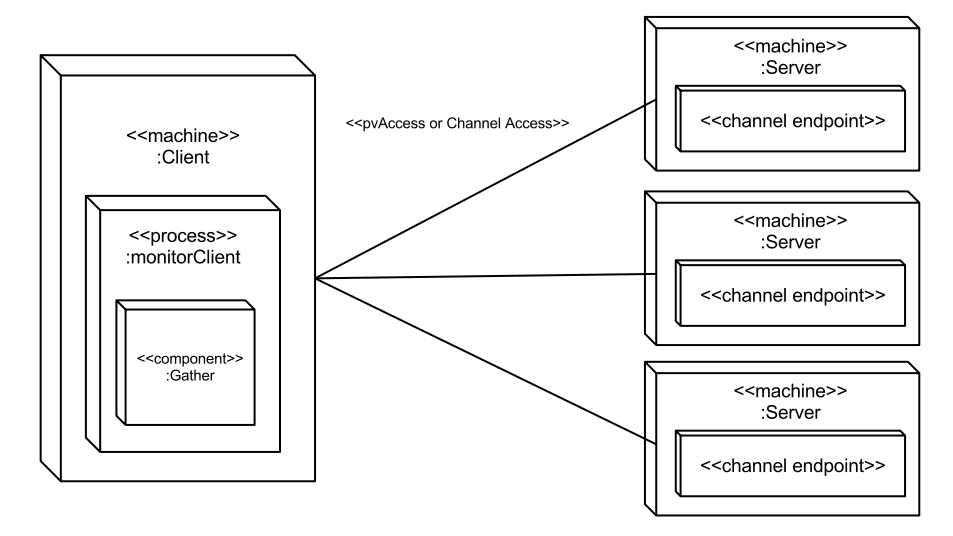 <<machine>>
:Client
<<process>>
:monitorClient
<<component>>
:Gather
<<pvAccess or Channel Access>>
<<machine>>
:Server
<<channel endpoint>>
<<machine>>
:Server
<<channel endpoint>>
<<machine>>
:Server
<<channel endpoint>>